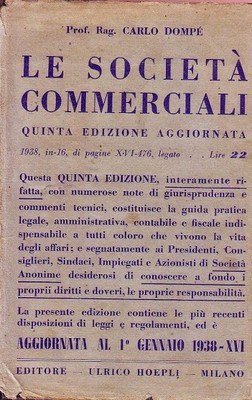 Prof. Rag. CARLO DOMPÉ
LE SOCIETÀ
COMMERCIALI
QUINTA EDIZIONE AGGIORNATA
1938, in-16, di pagine XVI-476, legato . . Lire 22
Questa QUINTA EDIZIONE, interamente ri-
fatta, con numerose note di giurisprudenza e
commenti tecnici, costituisce la guida pratica
legale, amministrativa, contabile e fiscale indi-
spensabile a tutti coloro che vivono la vita
degli affari; e segnatamente ai Presidenti, Con-
siglieri, Sindaci, Impiegati e Azionisti di Società
Anonime desiderosi di conoscere a fondo i
proprii diritti e doveri, le proprie responsabilità.
La presente edizione contiene le più recenti
disposizioni di leggi e regolamenti, ed è
AGGIORNATA AL 1° GENNAIO 1938-XVI
EDITORE - ULRICO HOEPLI - MILANO